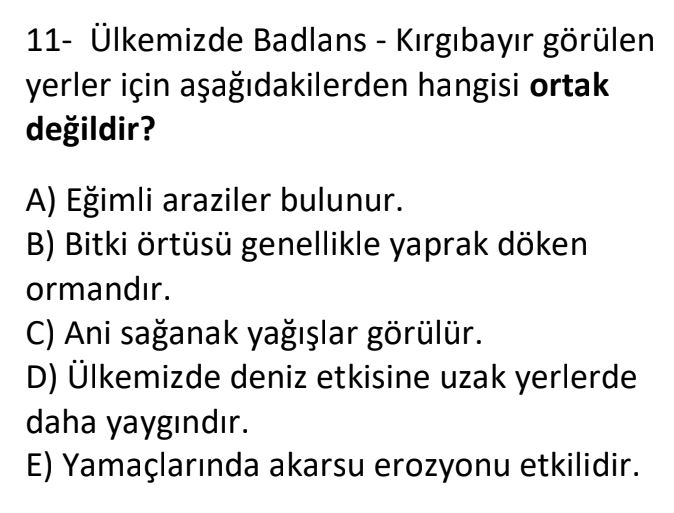 11-  Ülkemizde Badlans - Kırgıbayır görülen
yerler için aşağıdakilerden hangisi ortak
değildir?
A) Eğimli araziler bulunur.
B) Bitki örtüsü genellikle yaprak döken
ormandır.
C) Ani sağanak yağışlar görülür.
D) Ülkemizde deniz etkisine uzak yerlerde
daha yaygındır.
E) Yamaçlarında akarsu erozyonu etkilidir.